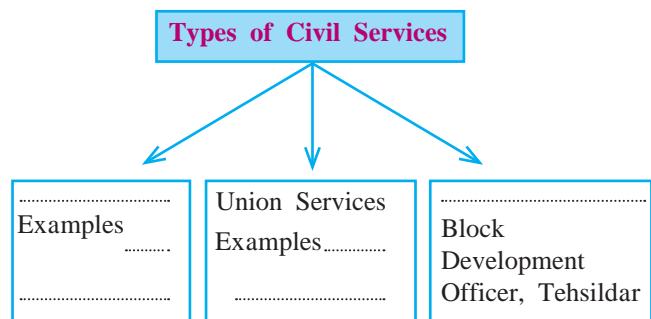 Types of Civil Services
..............................
Examples
.........
..............................
Union Services
Examples.............
........................
.........................................
Block
Development
Officer, Tehsildar